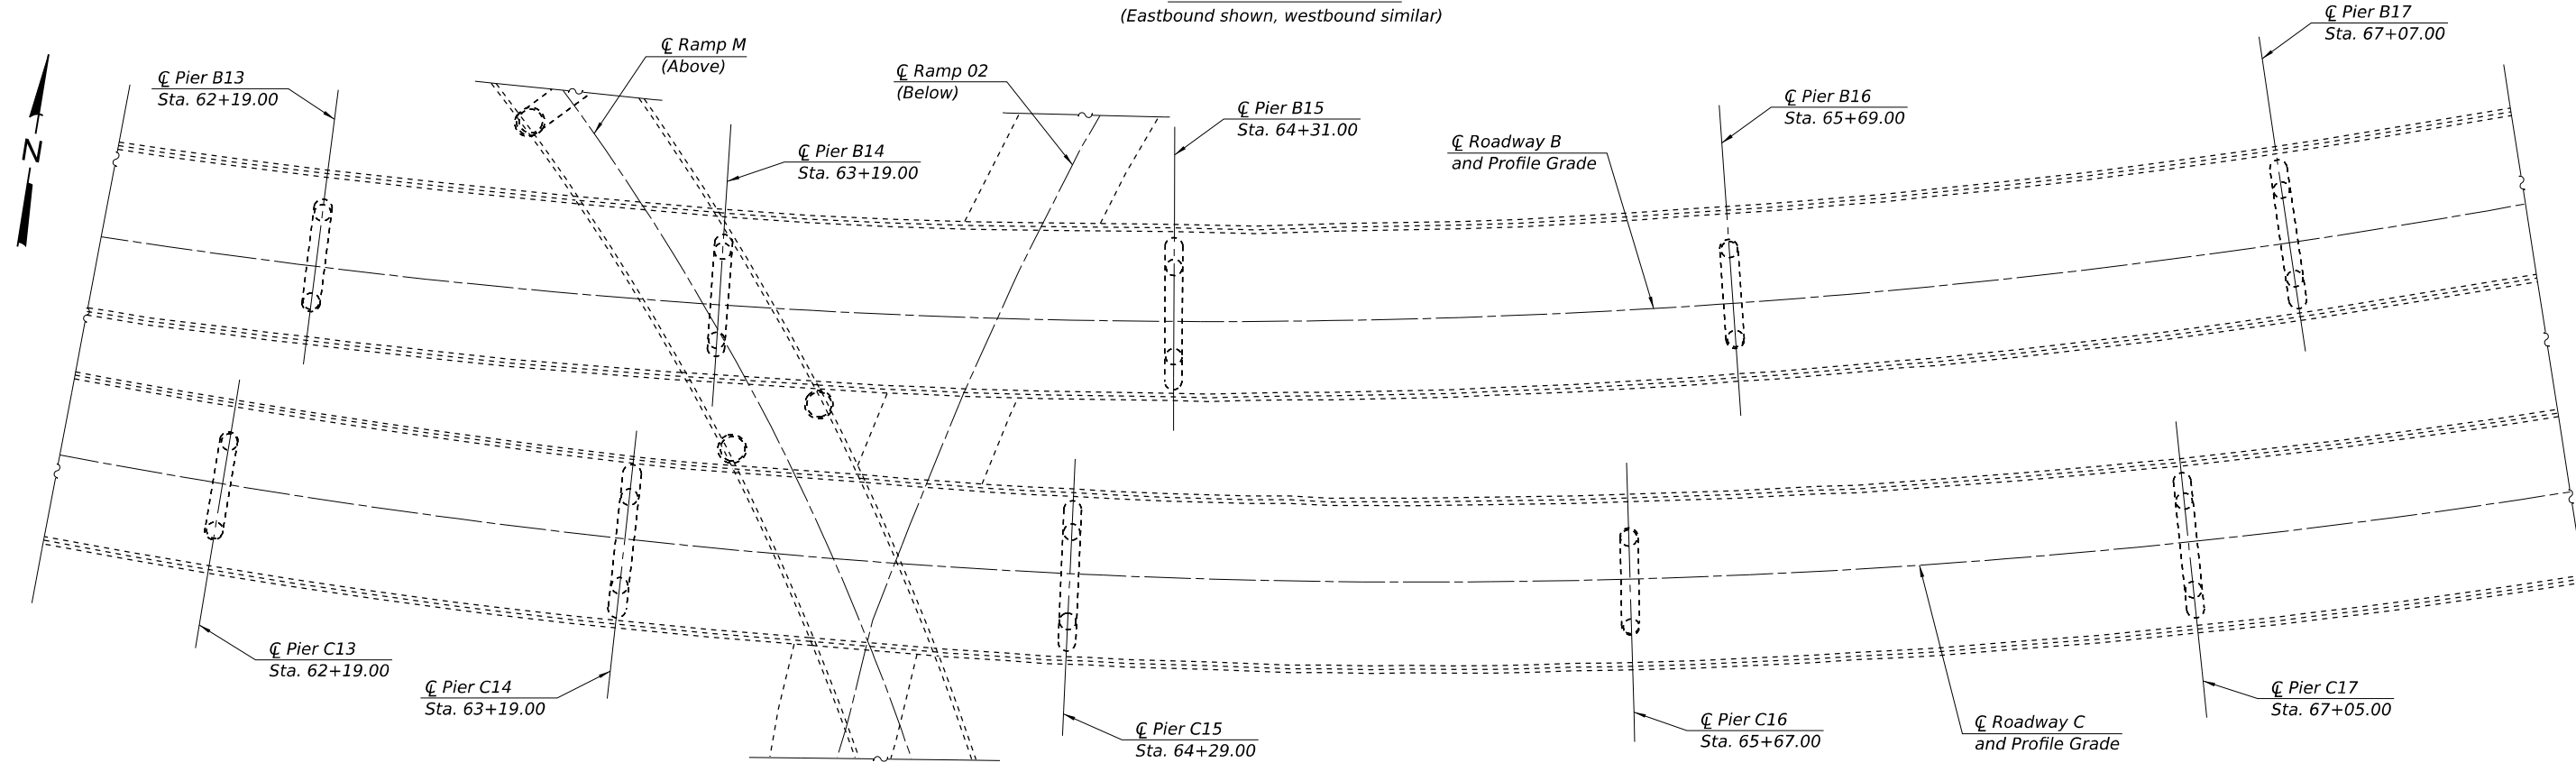 (Eastbound shown, westbound similar)
℄ Pier B17
Sta. 67+07.00
℄ Ramp M
(Above)
℄ Ramp 02
(Below)
℄ Pier B13
Sta. 62+19.00
℄ Pier B15
Sta. 64+31.00
℄ Pier B16
Sta. 65+69.00
N
℄ Pier B14
Sta. 63+19.00
℄ Roadway B
and Profile Grade
℄ Pier C13
Sta. 62+19.00
℄ Pier C14
Sta. 63+19.00
℄ Pier C15
Sta. 64+29.00
℄ Pier C16
Sta. 65+67.00
℄ Roadway C
and Profile Grade
℄ Pier C17
Sta. 67+05.00